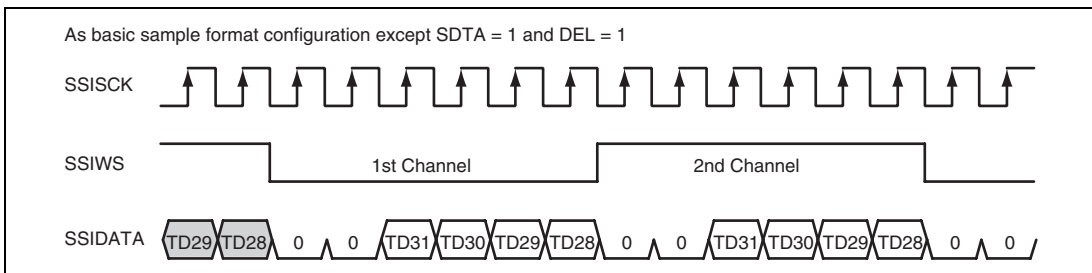 As basic sample format configuration except SDTA = 1 and DEL = 1
SSISCK
SSIWS 1st Channel 2nd Channel
SSIDATA TD29 TD28 0 0 TD31 TD30 TD29 TD28 0 0 TD31 TD30 TD29 TD28 0 0